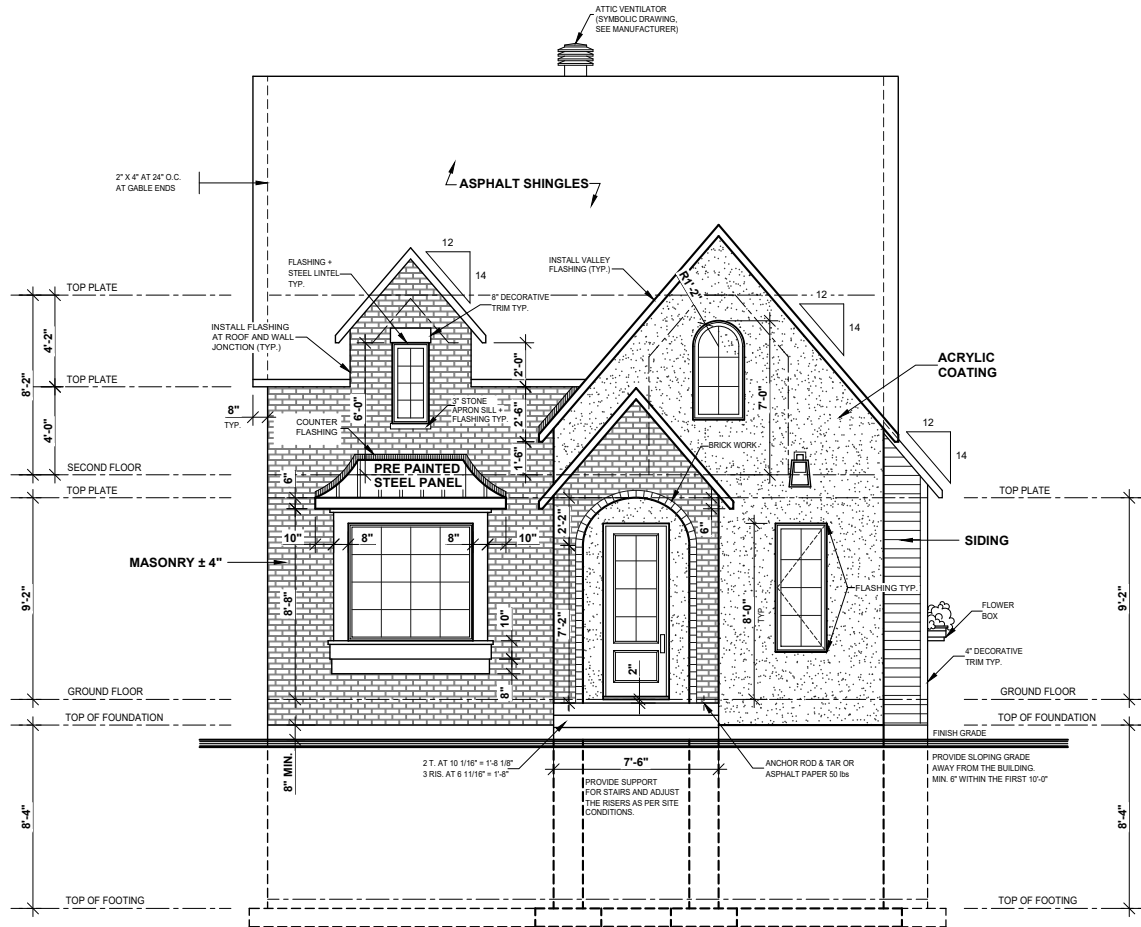 ATTIC VENTILATOR
(SYMBOLIC DRAWING,
SEE MANUFACTURER)
2" X 4" AT 24" O.C.
AT GABLE ENDS
ASPHALT SHINGLES
12
14
FLASHING +
STEEL LINTEL
TYP.
INSTALL VALLEY
FLASHING (TYP.)
R1'-2"
TOP PLATE
8" DECORATIVE
TRIM TYP.
12
14
INSTALL FLASHING
AT ROOF AND WALL
JONCTION (TYP.)
4'-2"
8'-2"
2'-0"
ACRYLIC
COATING
TOP PLATE
7'-0"
6'-0"
3" STONE
APRON SILL +
FLASHING TYP.
2'-6"
8"
TYP.
4'-0"
COUNTER
FLASHING
12
14
BRICK WORK
1'-6"
SECOND FLOOR
PRE PAINTED
STEEL PANEL
6"
TOP PLATE
TOP PLATE
2'-2"
6"
10"
8"
8"
10"
SIDING
MASONRY ± 4"
FLASHING TYP.
9'-2"
8'-8"
7'-2"
8'-0"
TYP.
9'-2"
FLOWER
BOX
10"
4" DECORATIVE
TRIM TYP.
8"
2"
GROUND FLOOR
GROUND FLOOR
TOP OF FOUNDATION
TOP OF FOUNDATION
FINISH GRADE
8" MIN.
2 T. AT 10 1/16" = 1'-8 1/8"
3 RIS. AT 6 11/16" = 1'-8"
7'-6"
ANCHOR ROD & TAR OR
ASPHALT PAPER 50 lbs
PROVIDE SLOPING GRADE
AWAY FROM THE BUILDING.
MIN. 6" WITHIN THE FIRST 10'-0"
PROVIDE SUPPORT
FOR STAIRS AND ADJUST
THE RISERS AS PER SITE
CONDITIONS.
8'-4"
8'-4"
TOP OF FOOTING
TOP OF FOOTING